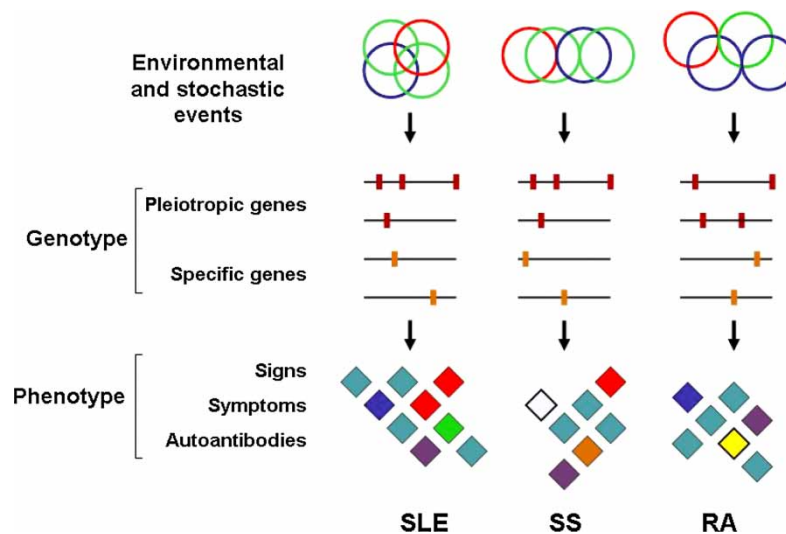 Environmental
and stochastic
events
Pleiotropic genes
Genotype
Specific genes
Signs
Phenotype
Symptoms
Autoantibodies
SLE
SS
RA